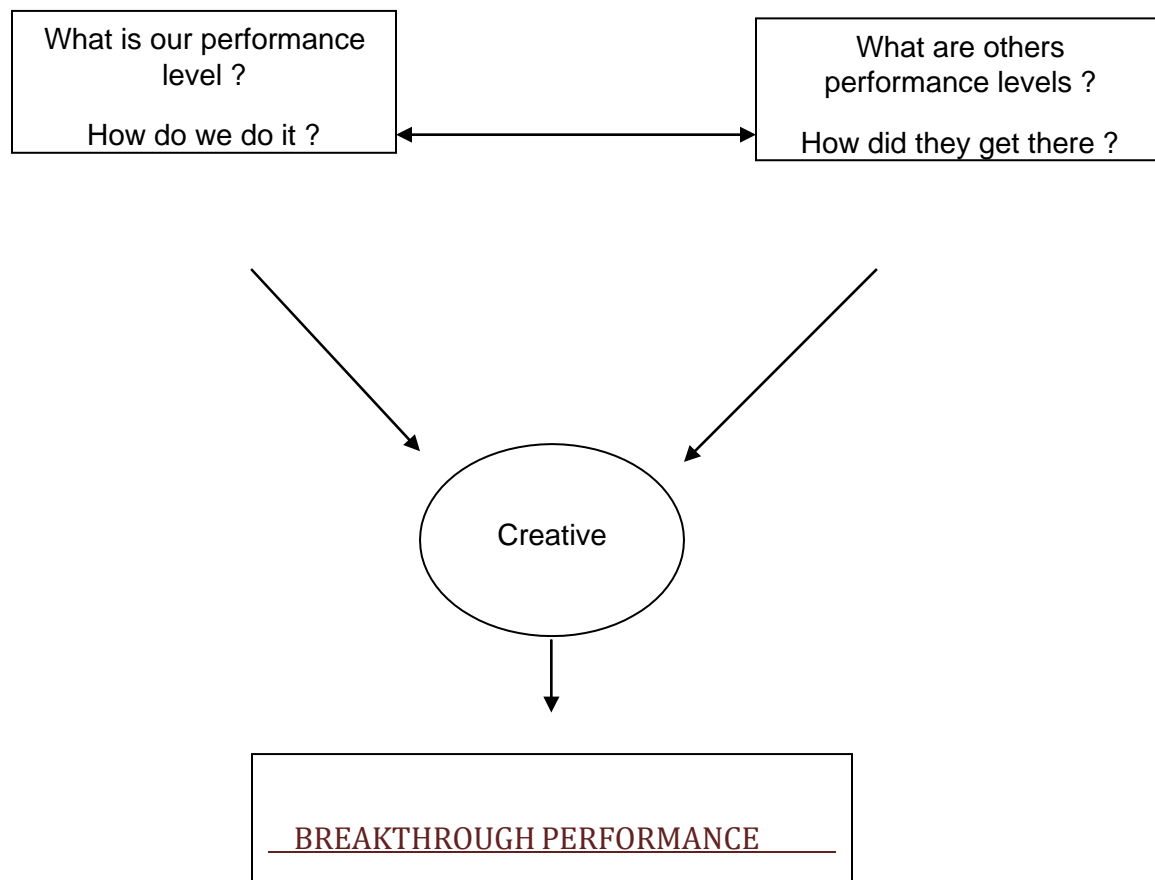 What is our performance
level ?
How do we do it ?
What are others
performance levels ?
How did they get there ?
Creative
BREAKTHROUGH PERFORMANCE